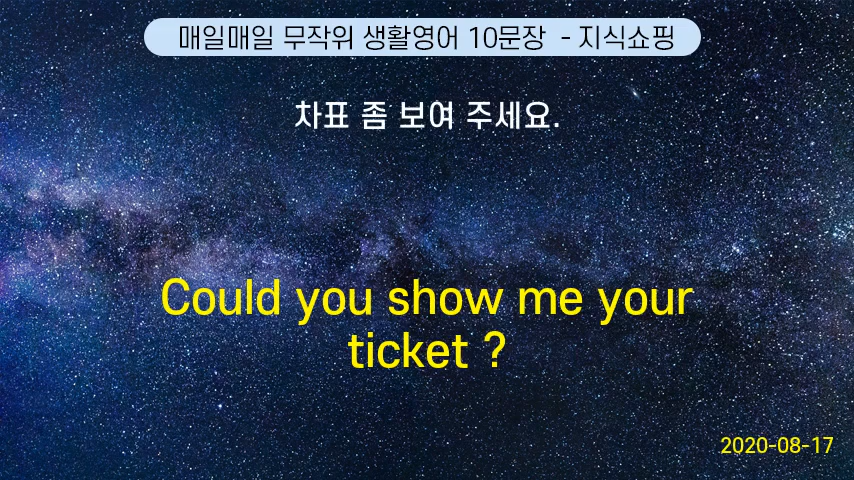 매일매일 무작위 생활영어 10문장 - 지식쇼핑
차표 좀 보여 주세요.
Could you show me your
ticket ?
2020-08-17